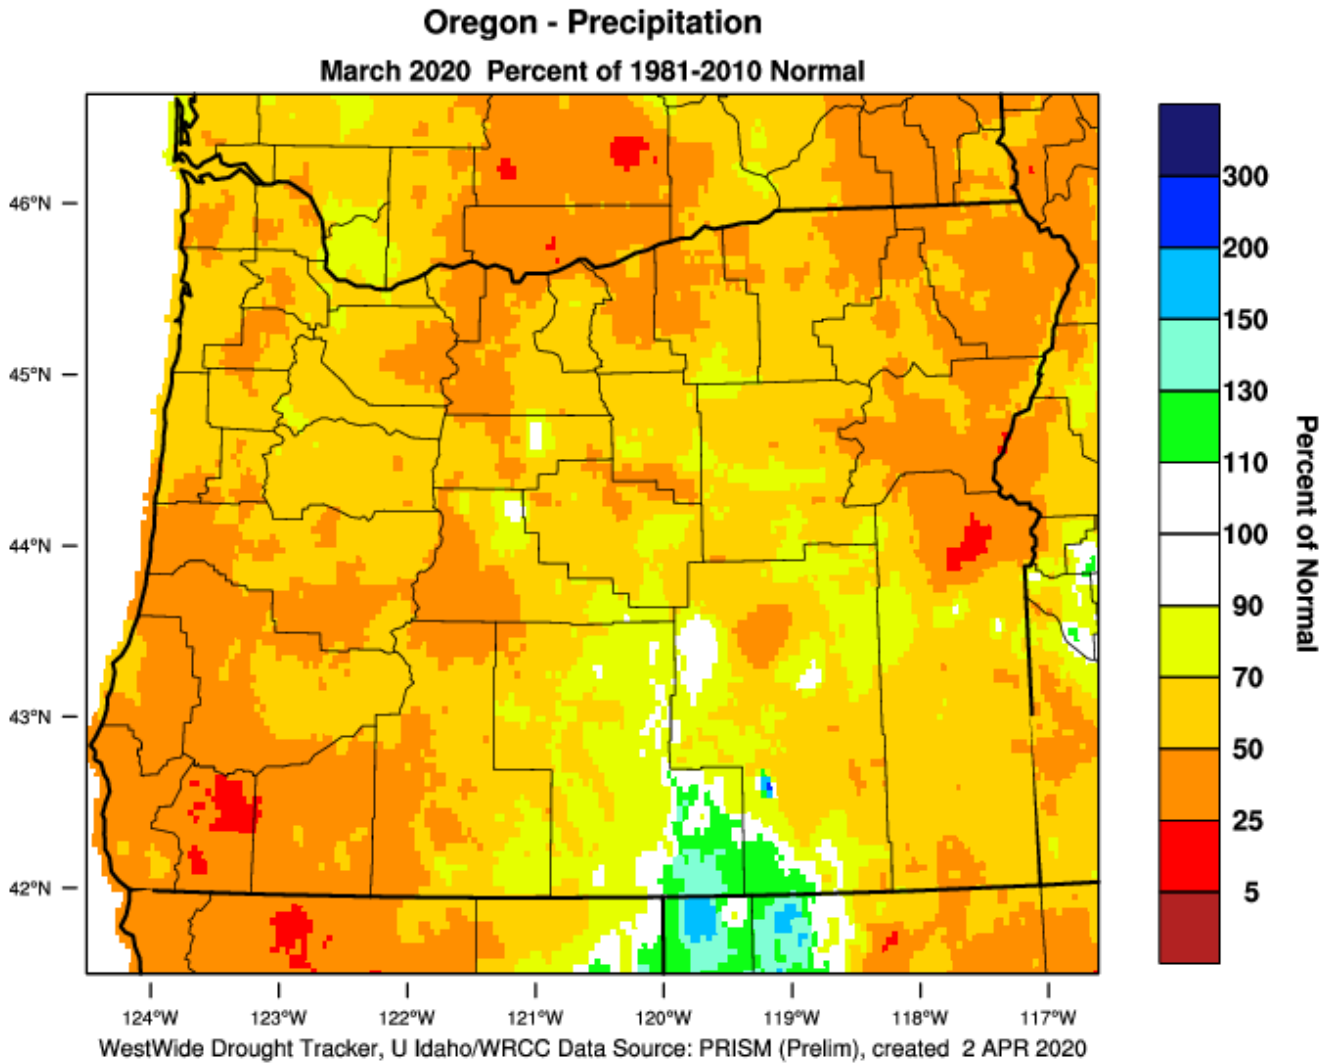 Oregon - Precipitation
March 2020  Percent of 1981-2010 Normal
46°N
45°N
44°N
43°N
42°N
124°W
123°W
122°W
121°W
120°W
119°W
118°W
117°W
300
200
150
130
110
100
90
70
50
25
5
Percent of Normal
WestWide Drought Tracker, U Idaho/WRCC Data Source: PRISM (Prelim), created  2 APR 2020